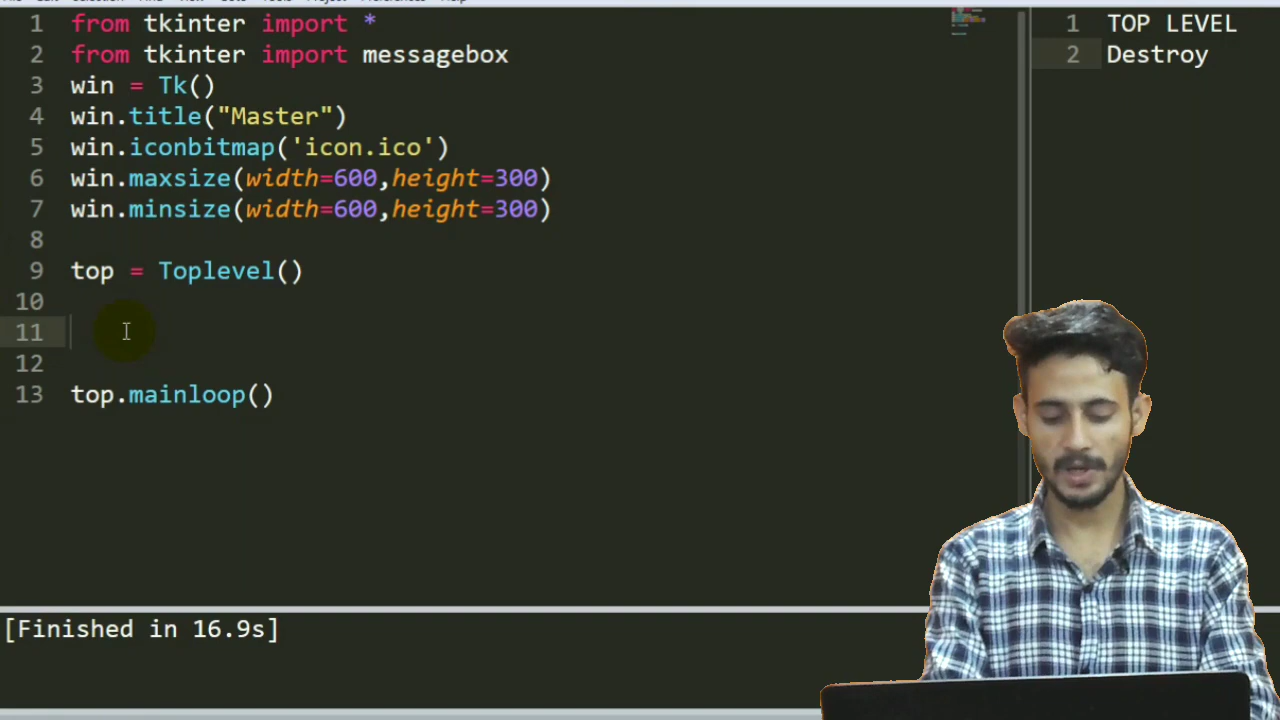 1 from tkinter import *
2 from tkinter import messagebox
3 win = Tk()
4 win.title("Master")
5 win.iconbitmap('icon.ico')
6 win.maxsize(width=600,height=300)
7 win.minsize(width=600,height=300)
8
9 top = Toplevel()
10
11
12
13 top.mainloop()
1 TOP LEVEL
2 Destroy
[Finished in 16.9s]